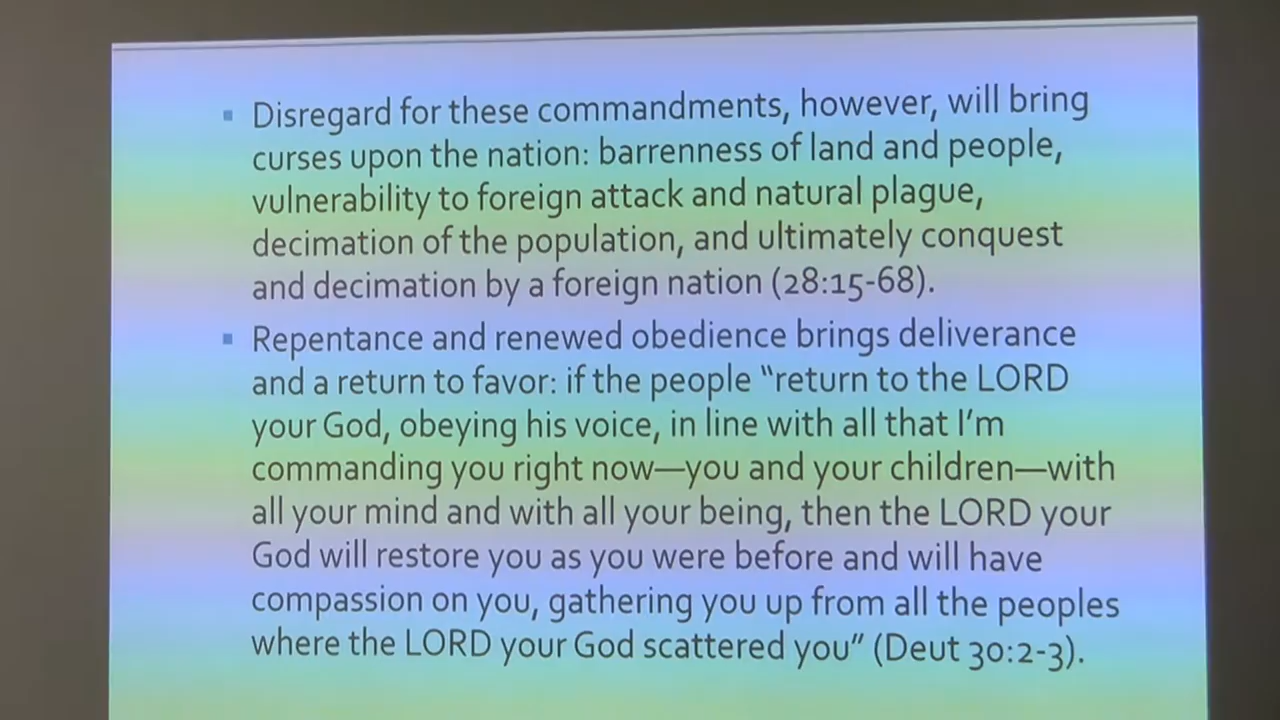 ▪ Disregard for these commandments, however, will bring
curses upon the nation: barrenness of land and people,
vulnerability to foreign attack and natural plague,
decimation of the population, and ultimately conquest
and decimation by a foreign nation (28:15-68).
▪ Repentance and renewed obedience brings deliverance
and a return to favor: if the people “return to the LORD
your God, obeying his voice, in line with all that I’m
commanding you right now—you and your children—with
all your mind and with all your being, then the LORD your
God will restore you as you were before and will have
compassion on you, gathering you up from all the peoples
where the LORD your God scattered you” (Deut 30:2-3).